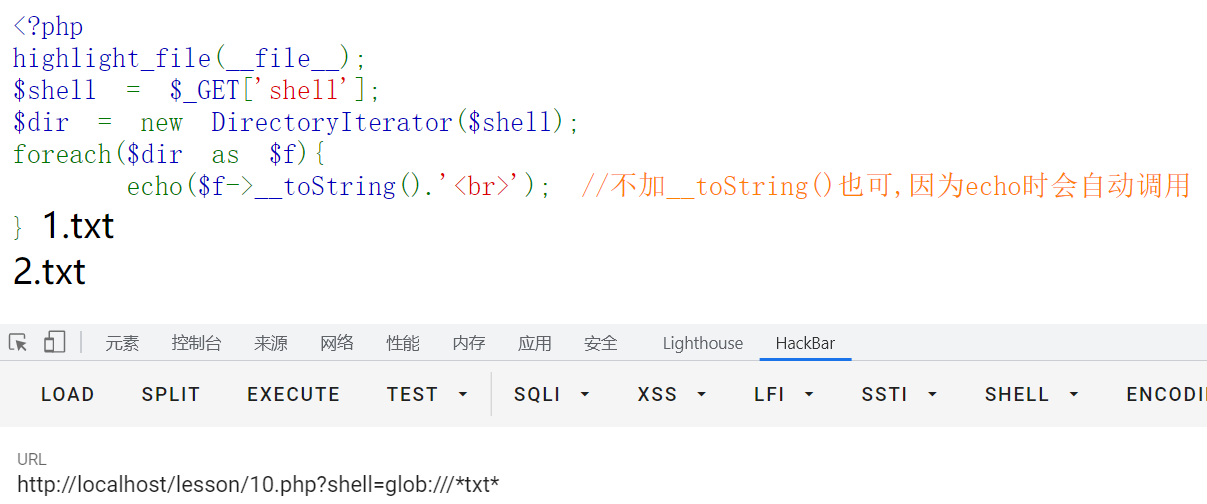 <?php
highlight_file(__file__);
$shell = $_GET['shell'];
$dir = new DirectoryIterator($shell);
foreach($dir as $f){
echo($f->__toString().'<br>'); //不加__toString()也可,因为echo时会自动调用
} 1.txt
2.txt
元素 控制台 来源 网络 性能 内存 应用 安全 Lighthouse HackBar
LOAD SPLIT EXECUTE TEST SQLI XSS LFI SSTI SHELL ENCODI
URL
http://localhost/lesson/10.php?shell=glob:///*txt*